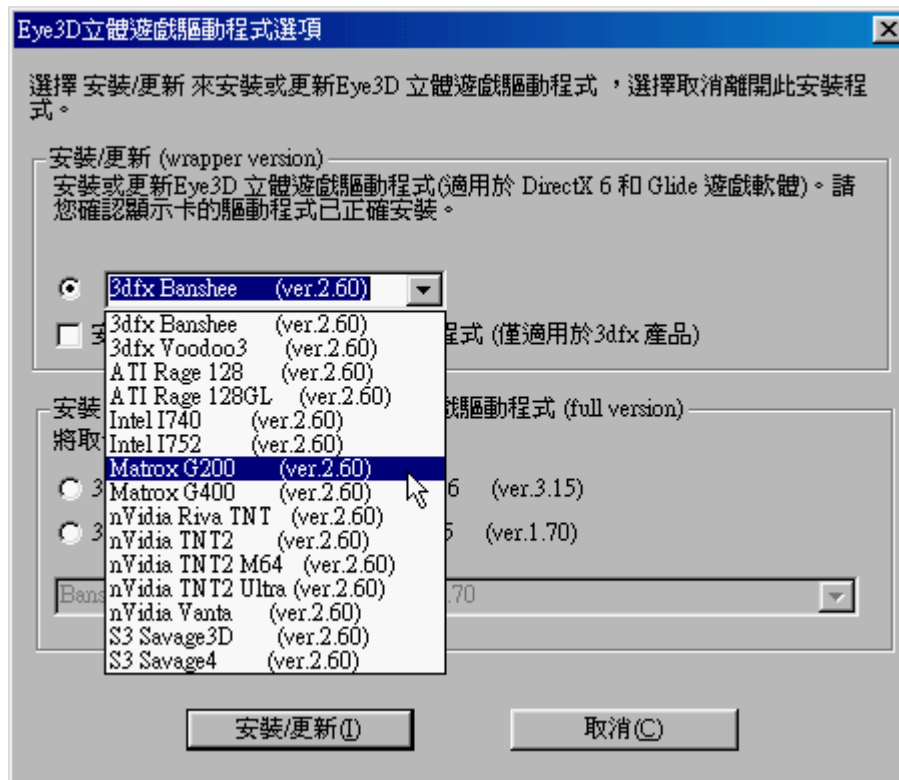 Eye3D立體遊戲驅動程式選項
選擇 安裝/更新 來安裝或更新Eye3D 立體遊戲驅動程式 ，選擇取消離開此安裝程
式。
安裝/更新 (wrapper version)
安裝或更新Eye3D 立體遊戲驅動程式(適用於 DirectX 6 和 Glide 遊戲軟體)。請
您確認顯示卡的驅動程式已正確安裝。
3dfx Banshee (ver.2.60)
3dfx Banshee (ver.2.60)
安 程式 (僅適用於3dfx 產品)
3dfx Voodoo3 (ver.2.60)
ATI Rage 128 (ver.2.60)
ATI Rage 128GL (ver.2.60)
安裝 戲驅動程式 (full version)
Intel I740 (ver.2.60)
將取
Intel I752 (ver.2.60)
Matrox G200 (ver.2.60)
3 6 (ver.3.15)
Matrox G400 (ver.2.60)
nVidia Riva TNT (ver.2.60)
3 (ver.1.70)
nVidia TNT2 (ver.2.60)
nVidia TNT2 M64 (ver.2.60)
nVidia TNT2 Ultra (ver.2.60)
Bans .70
nVidia Vanta (ver.2.60)
S3 Savage3D (ver.2.60)
S3 Savage4 (ver.2.60)
安裝/更新(I)
取消(C)